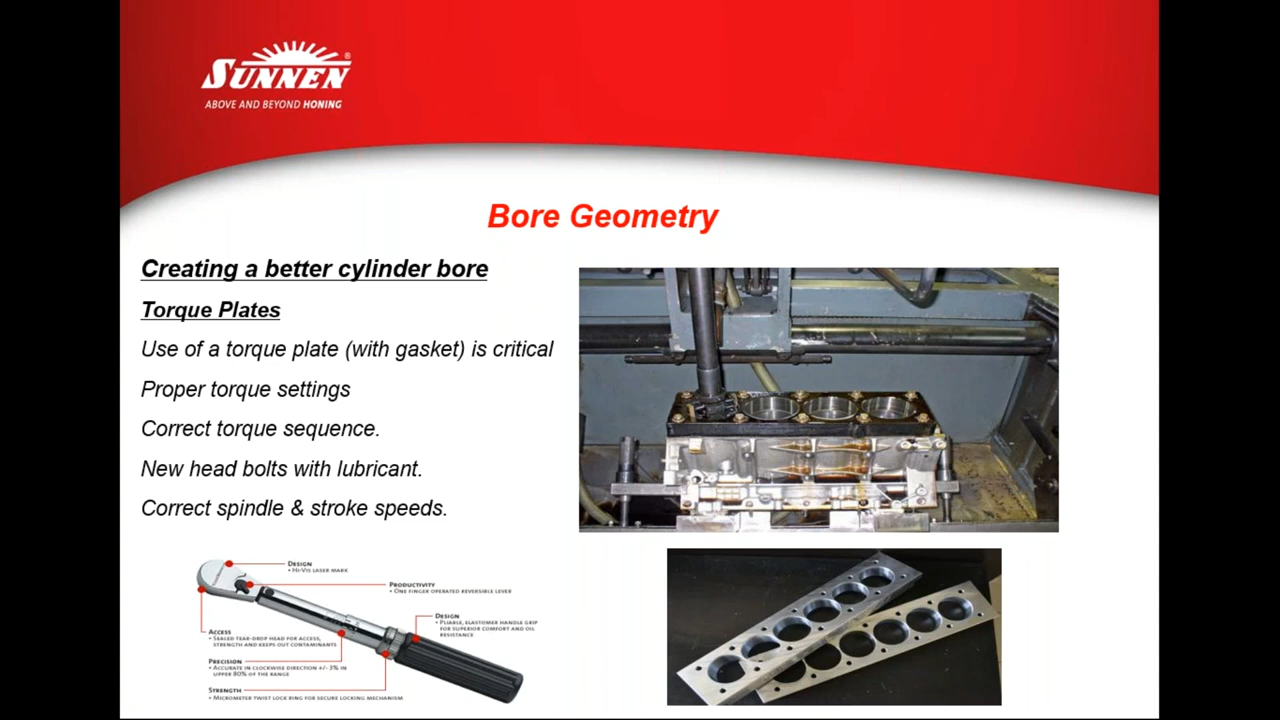 SUNNEN®
ABOVE AND BEYOND HONING
Bore Geometry
Creating a better cylinder bore
Torque Plates
Use of a torque plate (with gasket) is critical
Proper torque settings
Correct torque sequence.
New head bolts with lubricant.
Correct spindle & stroke speeds.
DESIGN
• HI-VIS LASER MARK
PRODUCTIVITY
• ONE FINGER OPERATED REVERSIBLE LEVER
DESIGN
• PLIABLE, ELASTOMER HANDLE GRIP
FOR SUPERIOR COMFORT AND OIL
RESISTANCE
ACCESS
• SEALED TEAR-DROP HEAD FOR ACCESS,
STRENGTH AND KEEPS OUT CONTAMINANTS
PRECISION
• ACCURATE IN CLOCKWISE DIRECTION +/- 3% IN
UPPER 80% OF THE RANGE
STRENGTH
• MICROMETER TWIST LOCK RING FOR SECURE LOCKING MECHANISM